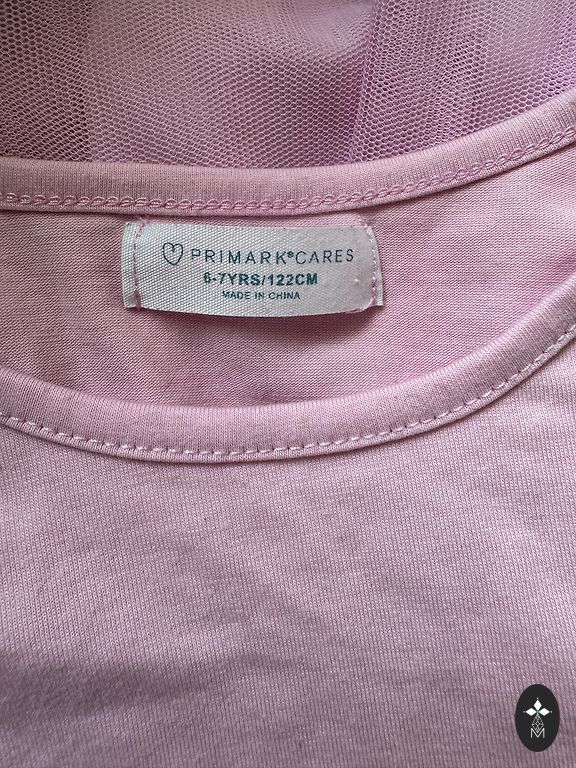 PRIMARK®CARES
6-7YRS/122CM
MADE IN CHINA
M